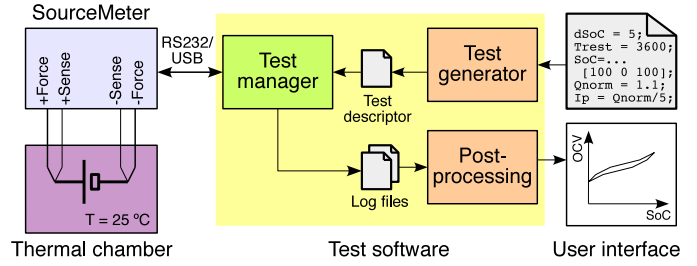 SourceMeter
+Force
+Sense
-Sense
-Force
RS232/
USB
T = 25 ºC
Thermal chamber
Test
manager
Test
descriptor
Test
generator
Log files
Post-
processing
Test software
dSoC = 5;
Trest = 3600;
SoC=...
[100 0 100];
Qnorm = 1.1;
Ip = Qnorm/5;
OCV
SoC
User interface